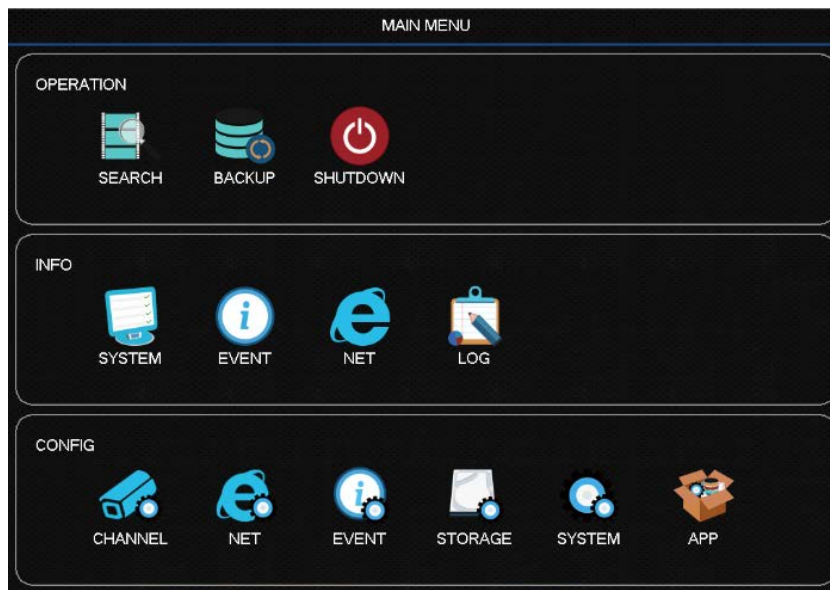 MAIN MENU
OPERATION
SEARCH BACKUP SHUTDOWN
INFO
SYSTEM EVENT NET LOG
CONFIG
CHANNEL NET EVENT STORAGE SYSTEM APP